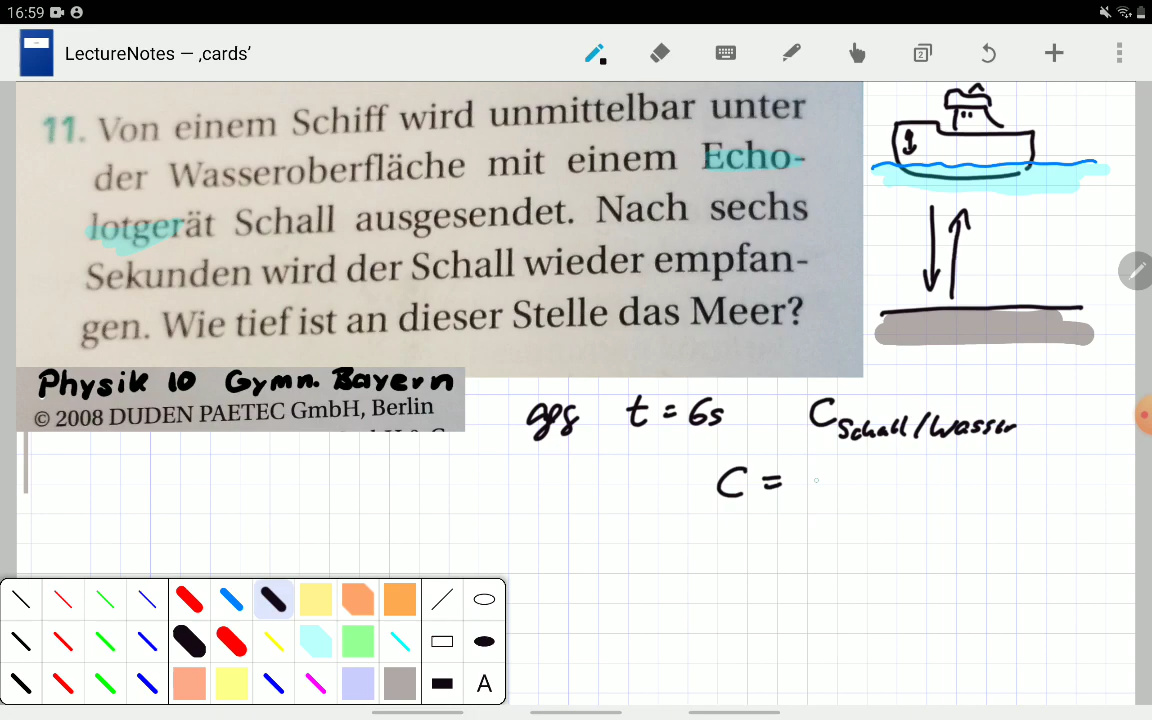 16:59
LectureNotes — ‚cards‘
2
11. Von einem Schiff wird unmittelbar unter
der Wasseroberfläche mit einem Echo-
lotgerät Schall ausgesendet. Nach sechs
Sekunden wird der Schall wieder empfan-
gen. Wie tief ist an dieser Stelle das Meer?
Physik 10 Gymn. Bayern
© 2008 DUDEN PAETEC GmbH, Berlin
ges t = 6s C Schall/Wasser
C =
A